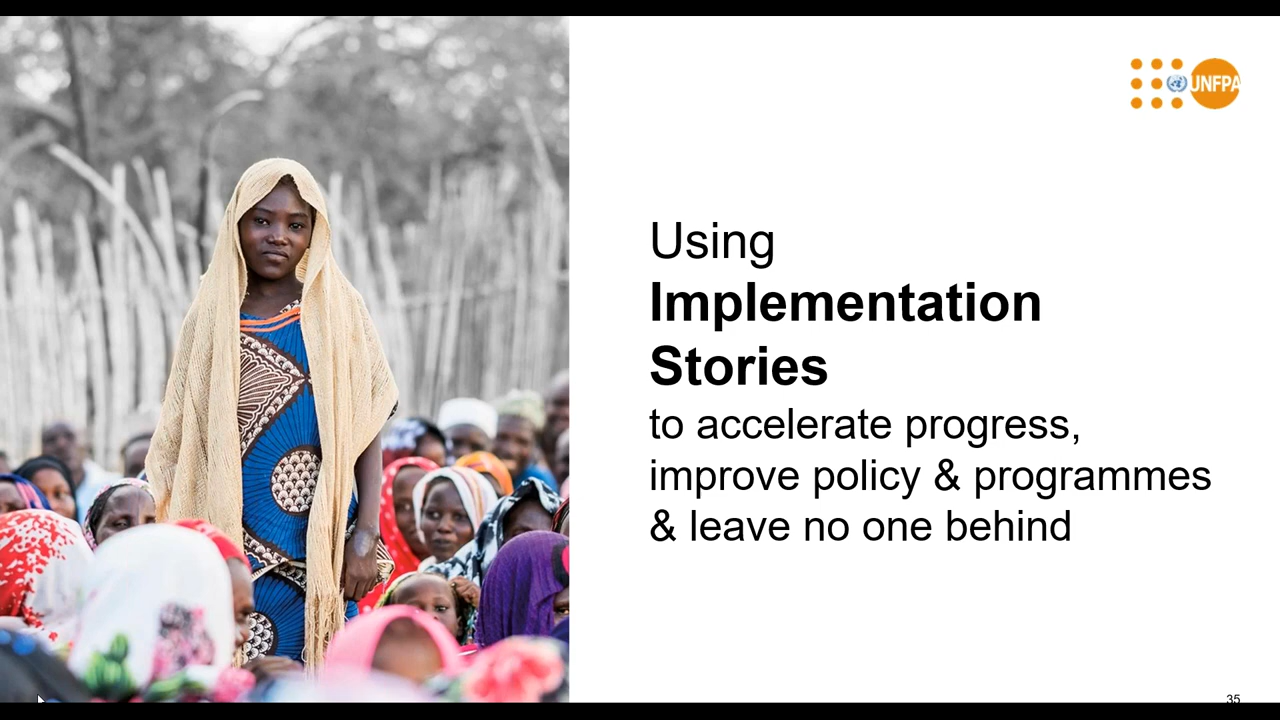 UNFPA
Using
Implementation
Stories
to accelerate progress,
improve policy & programmes
& leave no one behind
35